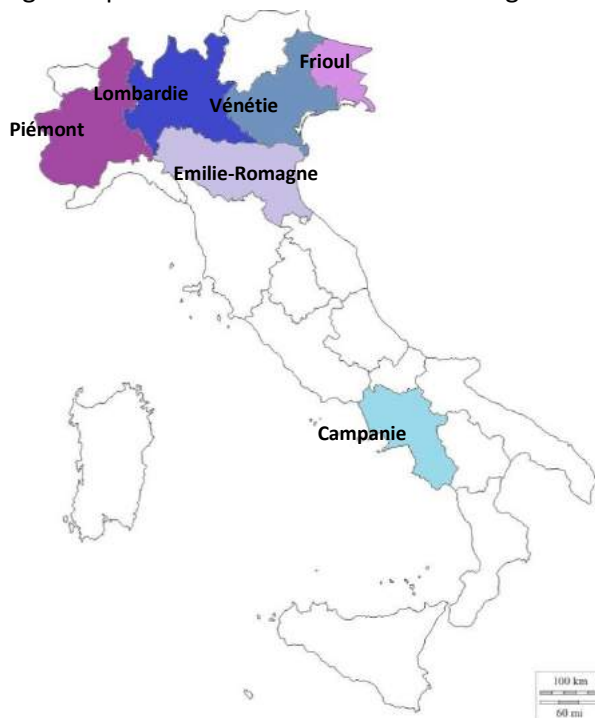 Frioul
Lombardie
Vénétie
Piémont
Emilie-Romagne
Campanie
100 km
60 mi